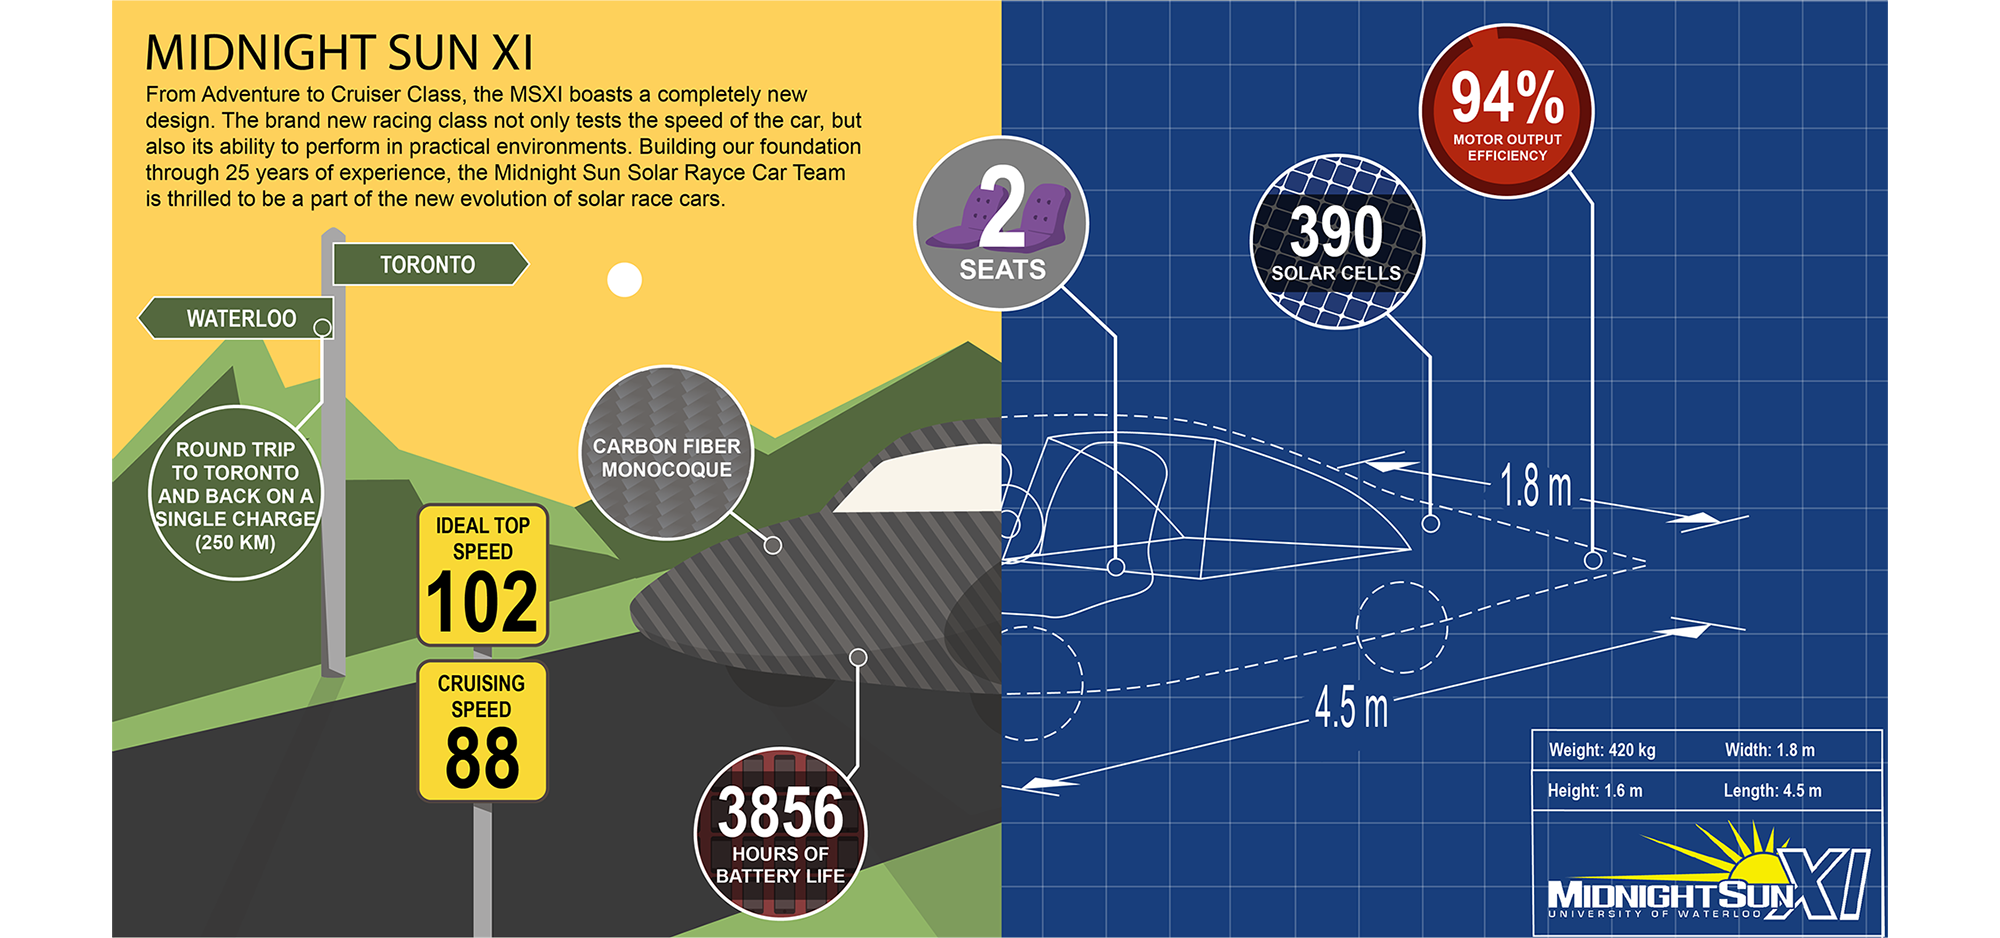 MIDNIGHT SUN XI
From Adventure to Cruiser Class, the MSXI boasts a completely new
design. The brand new racing class not only tests the speed of the car, but
also its ability to perform in practical environments. Building our foundation
through 25 years of experience, the Midnight Sun Solar Rayce Car Team
is thrilled to be a part of the new evolution of solar race cars.
TORONTO
WATERLOO
ROUND TRIP
TO TORONTO
AND BACK ON A
SINGLE CHARGE
(250 KM)
IDEAL TOP
SPEED
102
CRUISING
SPEED
88
CARBON FIBER
MONOCOQUE
3856
HOURS OF
BATTERY LIFE
2
SEATS
390
SOLAR CELLS
94%
MOTOR OUTPUT
EFFICIENCY
1.8 m
4.5 m
Weight: 420 kg
Width: 1.8 m
Height: 1.6 m
Length: 4.5 m
MIDNIGHT SUN XI
UNIVERSITY OF WATERLOO